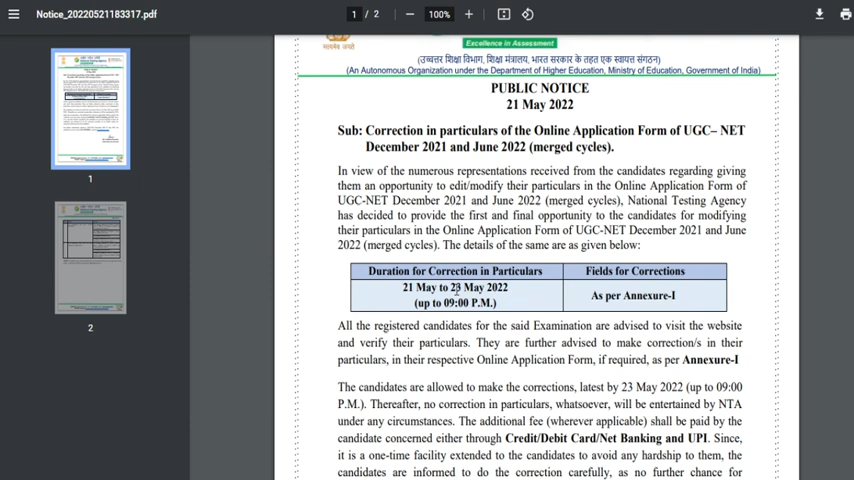 Notice_20220521183317.pdf
1 / 2
100%
Excellence in Assessment
(उच्चतर शिक्षा विभाग, शिक्षा मंत्रालय, भारत सरकार के तहत एक स्वायत्त संगठन)
(An Autonomous Organization under the Department of Higher Education, Ministry of Education, Government of India)
PUBLIC NOTICE
21 May 2022
Sub: Correction in particulars of the Online Application Form of UGC– NET
December 2021 and June 2022 (merged cycles).
In view of the numerous representations received from the candidates regarding giving
them an opportunity to edit/modify their particulars in the Online Application Form of
UGC-NET December 2021 and June 2022 (merged cycles), National Testing Agency
has decided to provide the first and final opportunity to the candidates for modifying
their particulars in the Online Application Form of UGC-NET December 2021 and June
2022 (merged cycles). The details of the same are as given below:
Duration for Correction in Particulars Fields for Corrections
21 May to 23 May 2022
(up to 09:00 P.M.)
As per Annexure-I
All the registered candidates for the said Examination are advised to visit the website
and verify their particulars. They are further advised to make correction/s in their
particulars, in their respective Online Application Form, if required, as per Annexure-I
The candidates are allowed to make the corrections, latest by 23 May 2022 (up to 09:00
P.M.). Thereafter, no correction in particulars, whatsoever, will be entertained by NTA
under any circumstances. The additional fee (wherever applicable) shall be paid by the
candidate concerned either through Credit/Debit Card/Net Banking and UPI. Since,
it is a one-time facility extended to the candidates to avoid any hardship to them, the
candidates are informed to do the correction carefully, as no further chance for
1
2